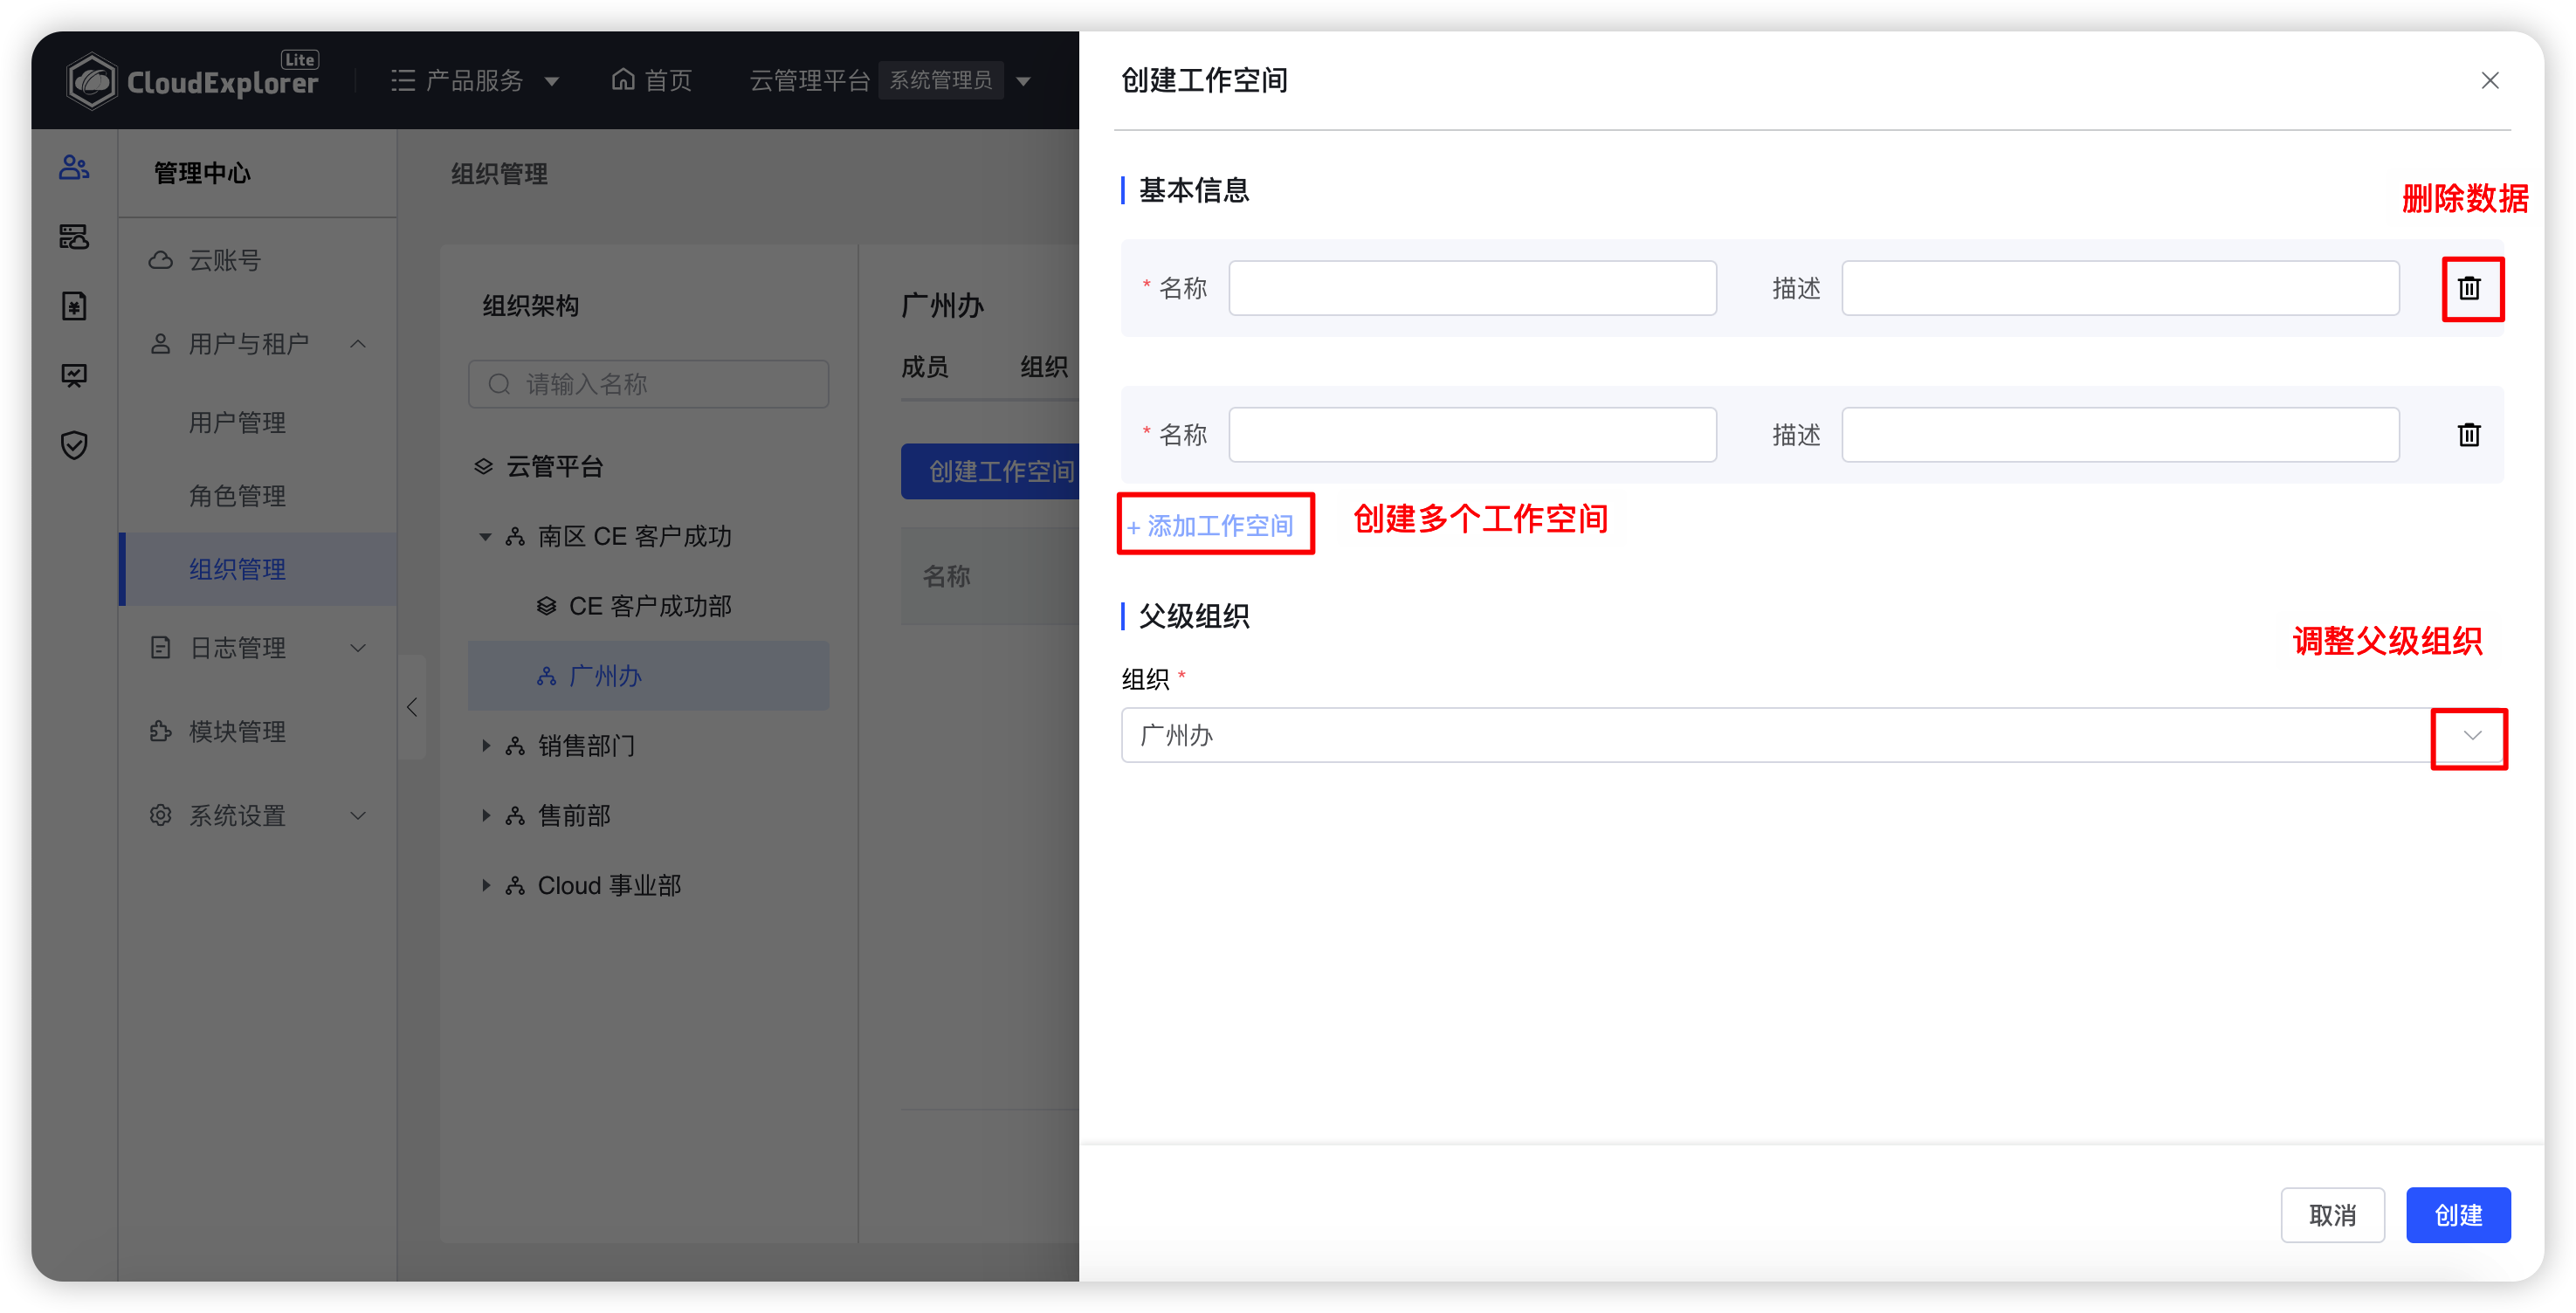 CloudExplorer Lite
产品服务
首页
云管理平台 系统管理员
管理中心
云账号
用户与租户
用户管理
角色管理
组织管理
日志管理
模块管理
系统设置
组织管理
组织架构
请输入名称
云管平台
南区 CE 客户成功
CE 客户成功部
广州办
销售部门
售前部
Cloud 事业部
广州办
成员 组织
创建工作空间
名称
创建工作空间
基本信息
删除数据
* 名称 描述
* 名称 描述
+ 添加工作空间
创建多个工作空间
父级组织
调整父级组织
组织 *
广州办
取消 创建